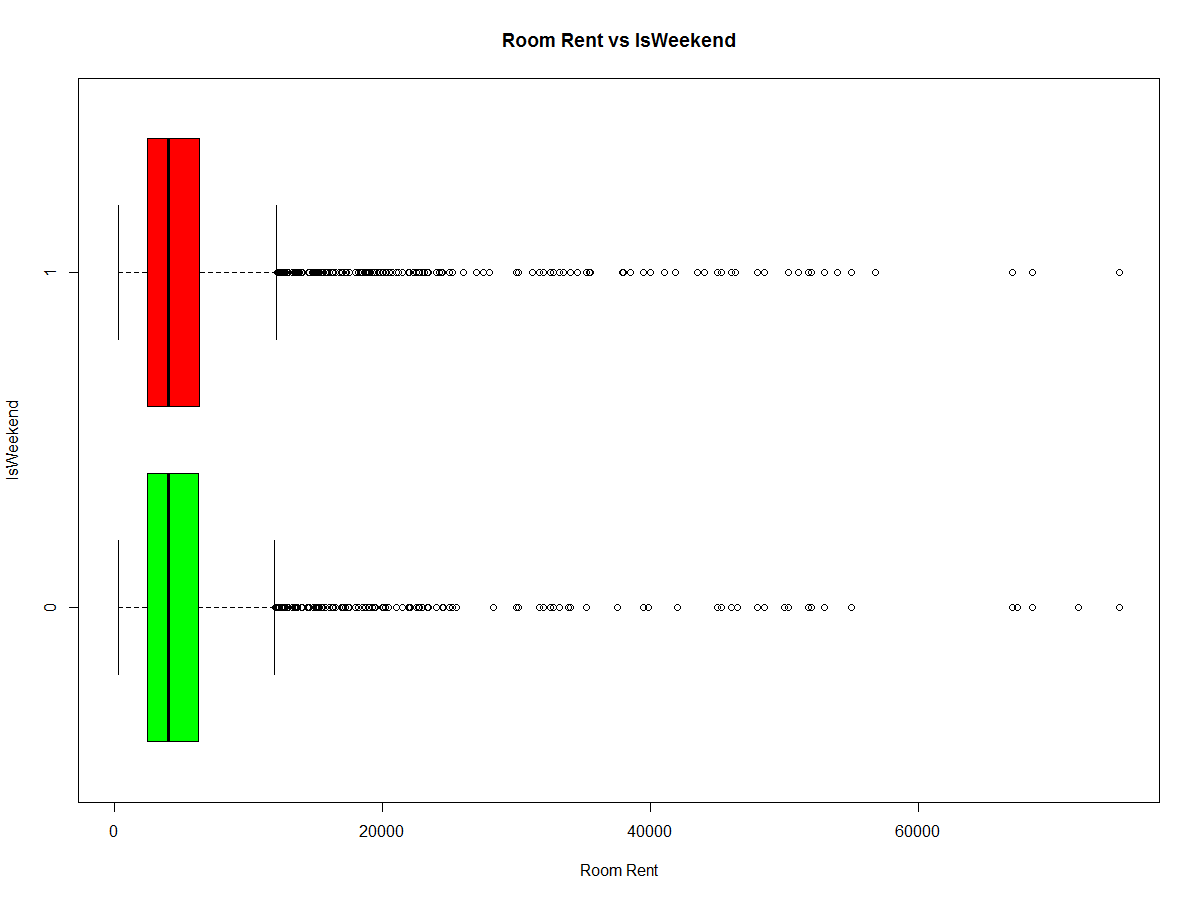 Room Rent vs IsWeekend
1
IsWeekend
0
0 20000 40000 60000
Room Rent